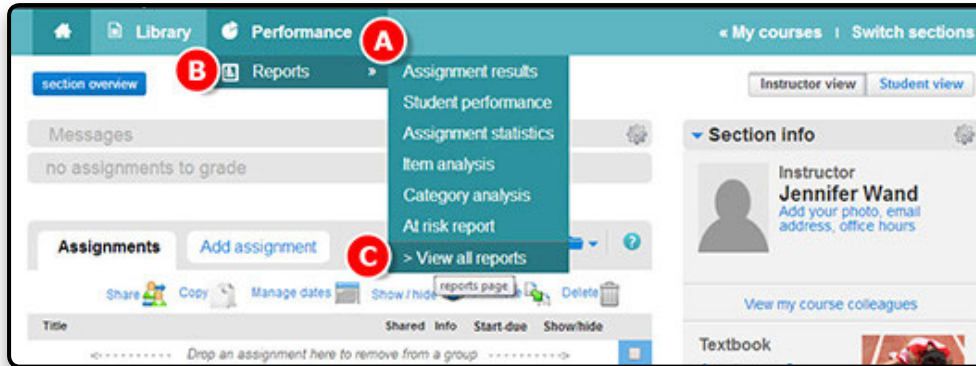 Library Performance A « My courses | Switch sections
section overview B Reports » Assignment results Instructor view Student view
Student performance
Messages Assignment statistics Section info
no assignments to grade Item analysis Instructor
Category analysis Jennifer Wand
At risk report Add your photo, email
address, office hours
Assignments Add assignment C > View all reports ?
reports page
Share Copy Manage dates Show / hide Delete View my course colleagues
Title Shared Info Start-due Show/hide Textbook
Drop an assignment here to remove from a group